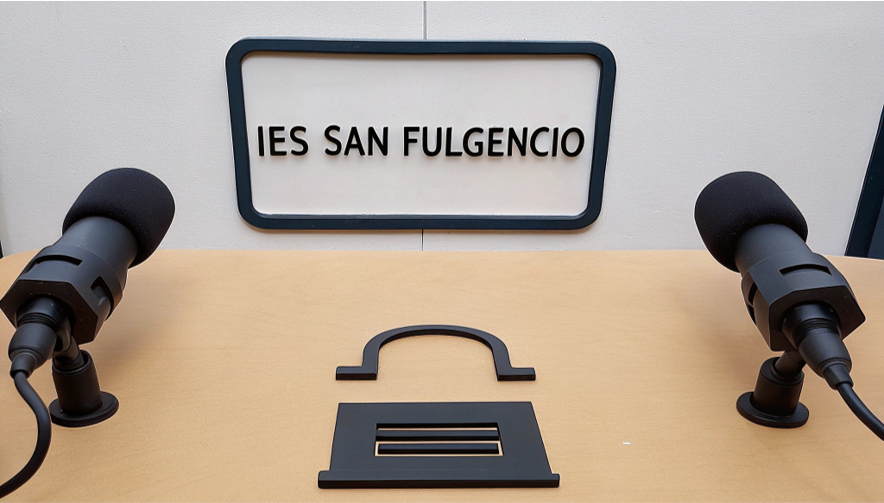 IES SAN FULGENCIO